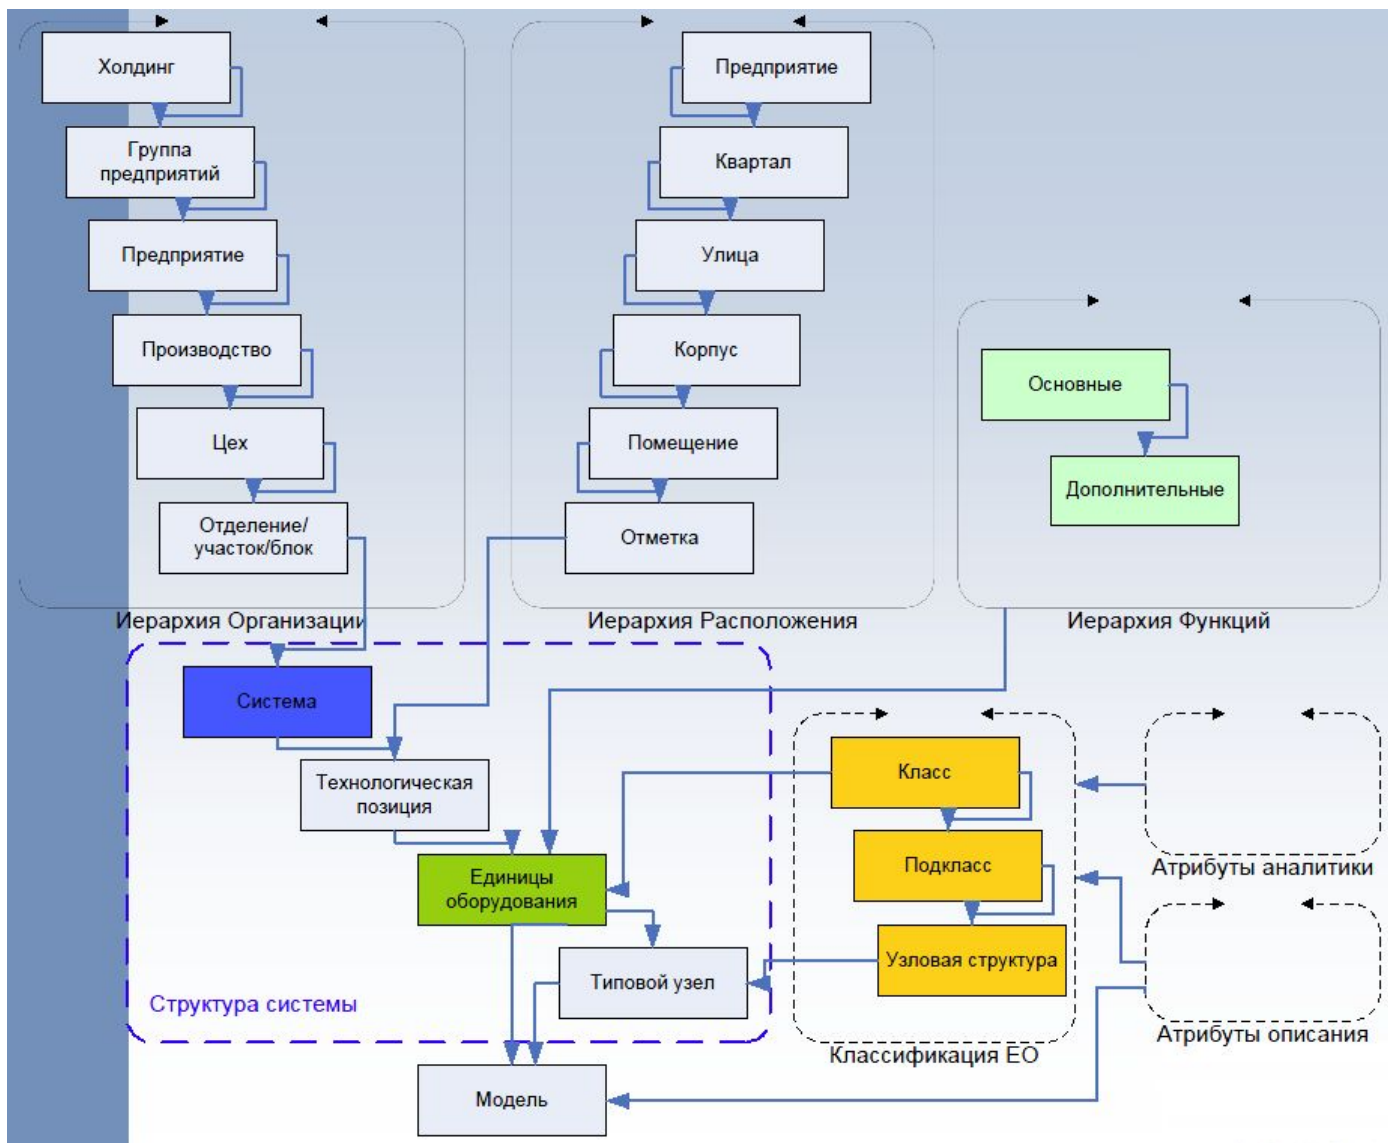 Холдинг
Группа
предприятий
Предприятие
Производство
Цех
Отделение/
участок/блок
Иерархия Организации
Предприятие
Квартал
Улица
Корпус
Помещение
Отметка
Иерархия Расположения
Основные
Дополнительные
Иерархия Функций
Система
Технологическая
позиция
Единицы
оборудования
Типовой узел
Структура системы
Модель
Класс
Подкласс
Узловая структура
Классификация ЕО
Атрибуты аналитики
Атрибуты описания